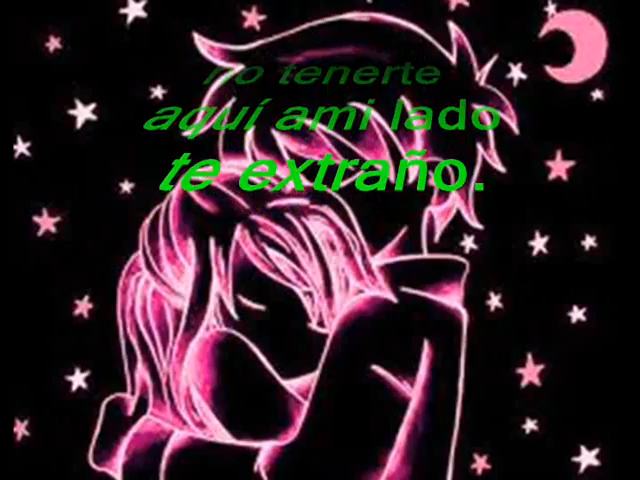 no tenerte
aquí ami lado
te extraño.